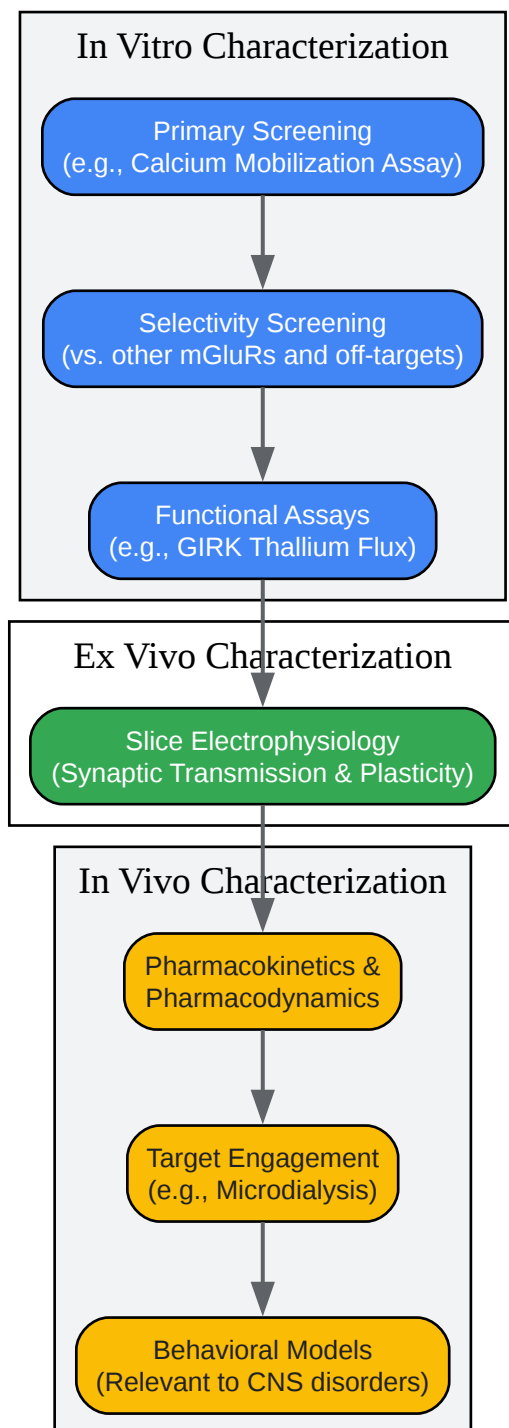 In Vitro Characterization
Primary Screening
(e.g., Calcium Mobilization Assay)
Selectivity Screening
(vs. other mGluRs and off-targets)
Functional Assays
(e.g., GIRK Thallium Flux)
Ex Vivo Characterization
Slice Electrophysiology
(Synaptic Transmission & Plasticity)
In Vivo Characterization
Pharmacokinetics &
Pharmacodynamics
Target Engagement
(e.g., Microdialysis)
Behavioral Models
(Relevant to CNS disorders)